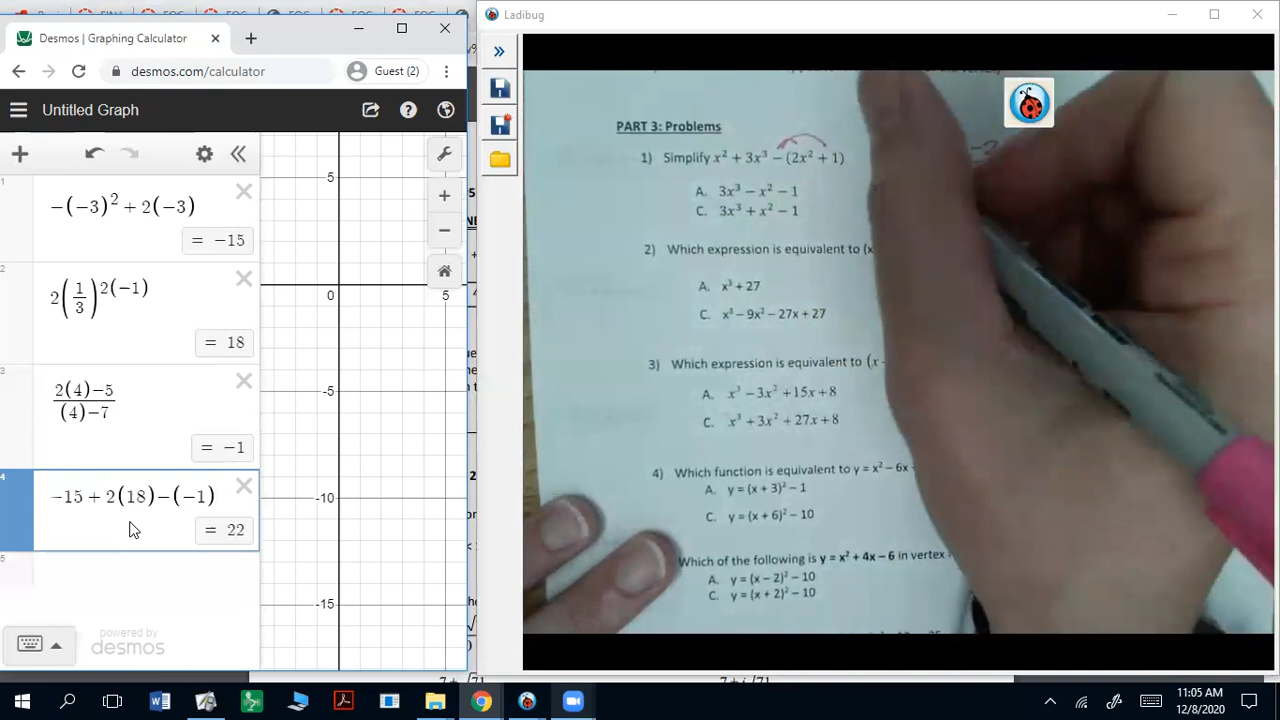 Ladibug
Desmos | Graphing Calculator
desmos.com/calculator
Guest (2)
Untitled Graph
1
-(-3)² + 2(-3)
= -15
2
2(1/3)^2(-1)
= 18
3
2(4)-5/(4)-7
= -1
4
-15 + 2(18)-(-1)
= 22
5
5
0
5
-5
-10
-15
powered by
desmos
PART 3: Problems
1) Simplify x² + 3x³ − (2x² + 1)
A. 3x³ − x² − 1
C. 3x³ + x² − 1
2) Which expression is equivalent to (x
A. x³ + 27
C. x³ − 9x² − 27x + 27
3) Which expression is equivalent to (x
A. x³ − 3x² +15x + 8
C. x³ + 3x² + 27x + 8
4) Which function is equivalent to y = x² − 6x
A. y = (x + 3)² − 1
C. y = (x + 6)² − 10
Which of the following is y = x² + 4x − 6 in vertex
A. y = (x − 2)² − 10
C. y = (x + 2)² − 10
11:05 AM
12/8/2020